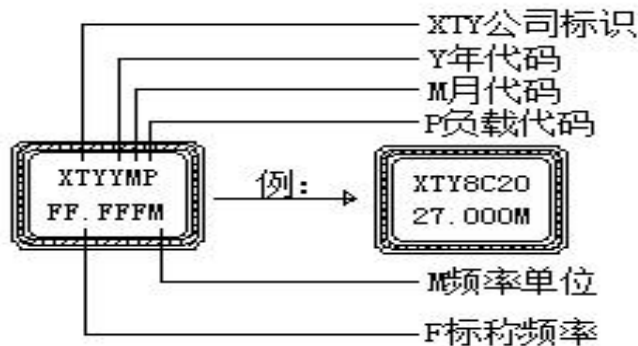 XTY公司标识
Y年代码
M月代码
P负载代码
XTYYMP
FF.FFFM
例:
XTY8C20
27.000M
M频率单位
F标称频率